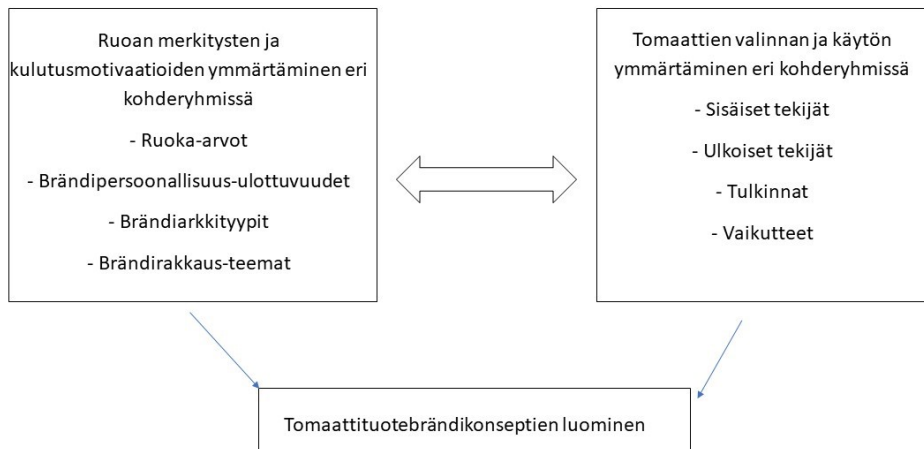 Ruoan merkitysten ja
kulutusmotivaatioiden ymmärtäminen eri
kohderyhmissä
- Ruoka-arvot
- Brändipersoonallisuus-ulottuvuudet
- Brändiarkkityypit
- Brändirakkaus-teemat
Tomaattien valinnan ja käytön
ymmärtäminen eri kohderyhmissä
- Sisäiset tekijät
- Ulkoiset tekijät
- Tulkinnat
- Vaikutteet
Tomaattituotebrändikonseptien luominen